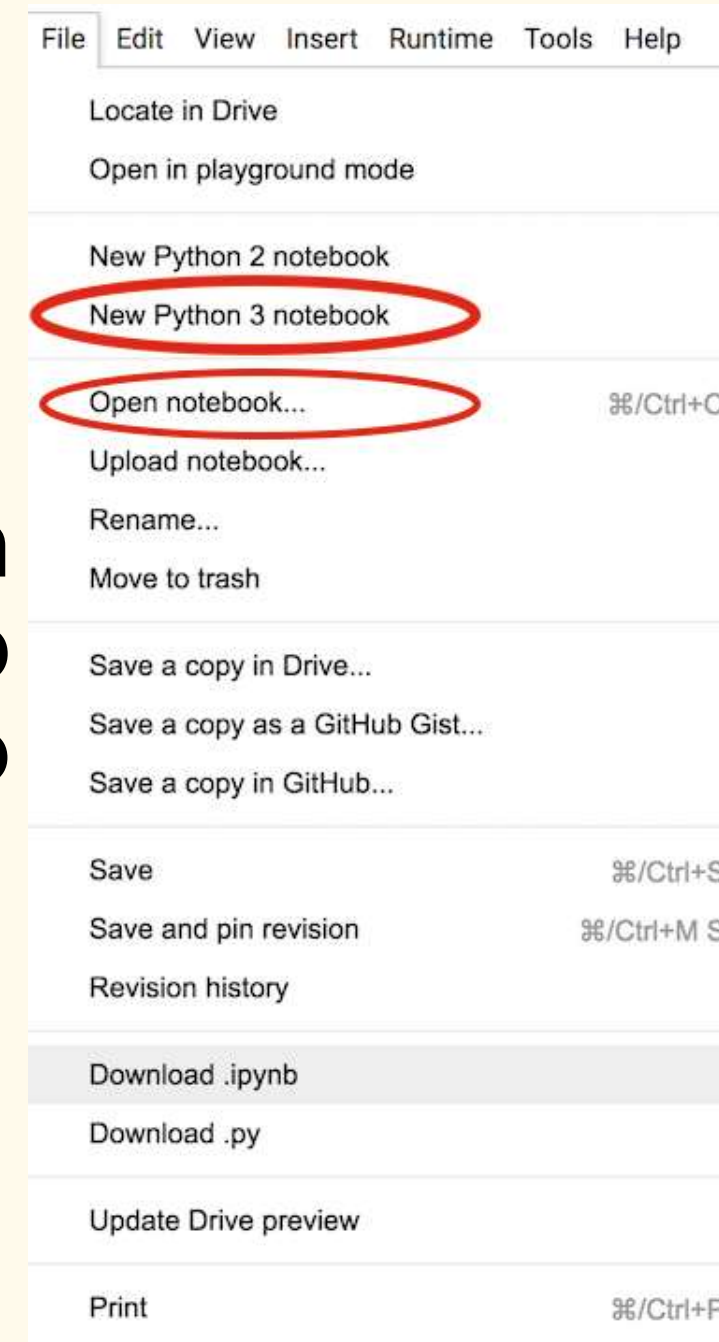 File Edit View Insert Runtime Tools Help
Locate in Drive
Open in playground mode
New Python 2 notebook
New Python 3 notebook
Open notebook...
Upload notebook...
Rename...
Move to trash
Save a copy in Drive...
Save a copy as a GitHub Gist...
Save a copy in GitHub...
Save ⌘/Ctrl+S
Save and pin revision ⌘/Ctrl+M S
Revision history
Download .ipynb
Download .py
Update Drive preview
Print ⌘/Ctrl+P